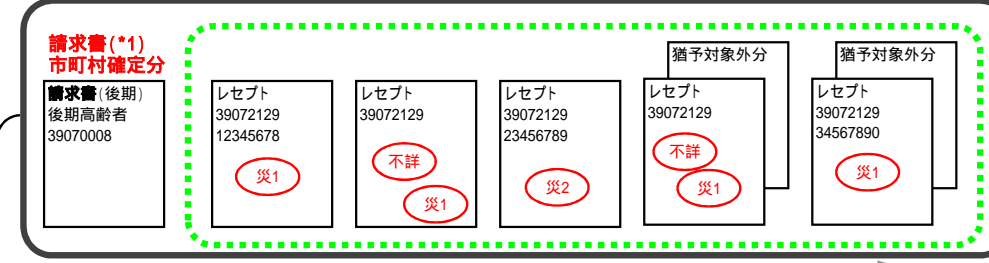 請求書(*1)
市町村確定分
請求書(後期)
後期高齢者
39070008
レセプト
39072129
12345678
災1
レセプト
39072129
不詳
災1
レセプト
39072129
23456789
災2
猶予対象外分
レセプト
39072129
不詳
災1
猶予対象外分
レセプト
39072129
34567890
災1